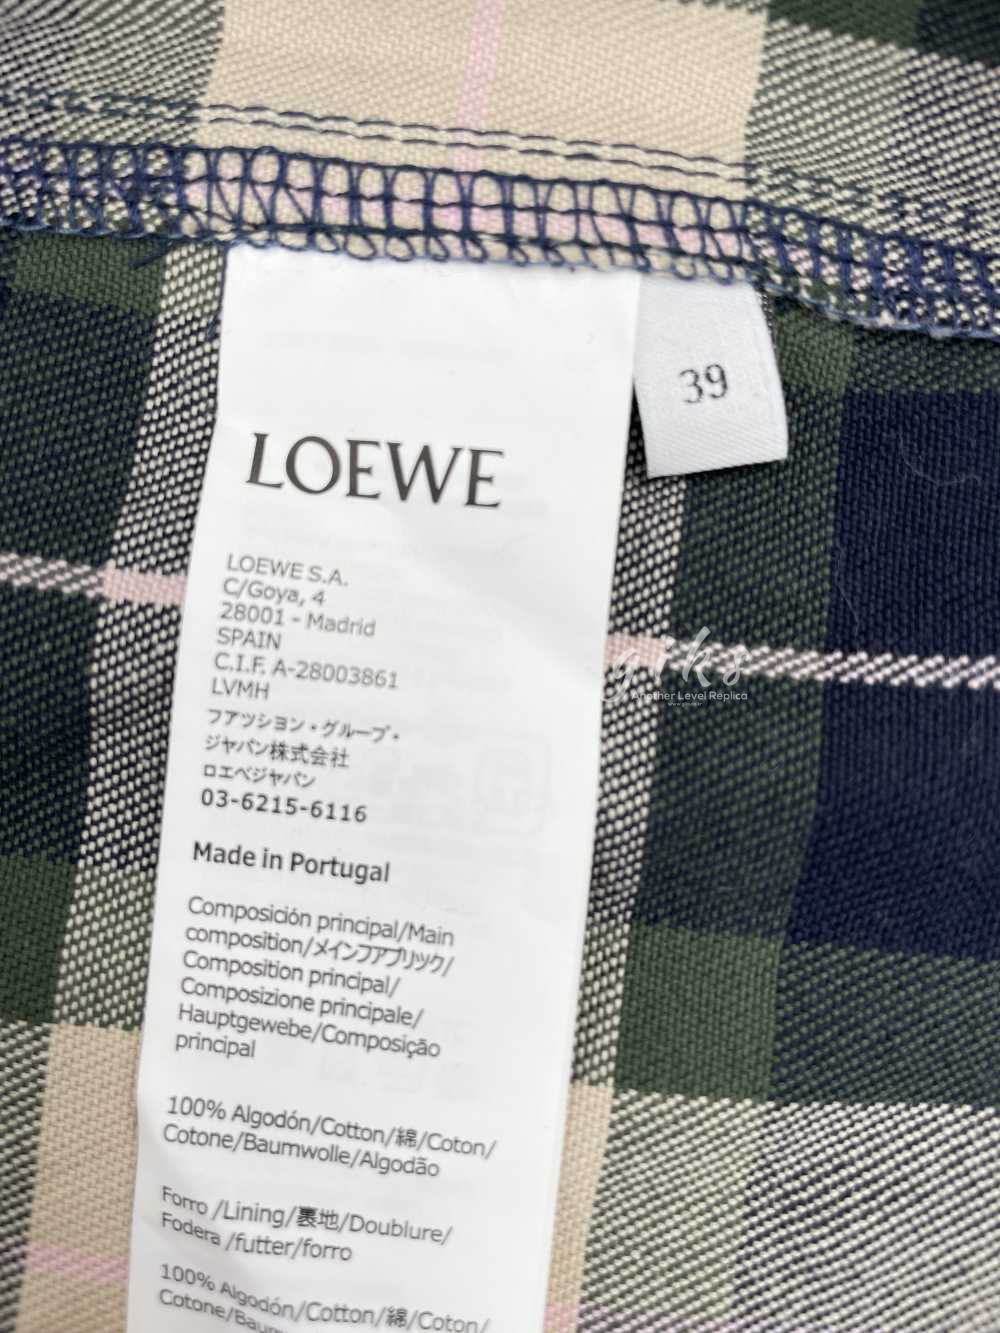 39
LOEWE
LOEWE S.A.
C/Goya, 4
28001 - Madrid
SPAIN
C.I.F. A-28003861
LVMH
フアツシヨン・グループ・
ジャパン株式会社
ロエベジャパン
03-6215-6116
Made in Portugal
Composición principal/Main
composition/メインファブリック/
Composition principal/
Composizione principale/
Hauptgewebe/Composição
principal
100% Algodón/Cotton/綿/Coton/
Cotone/Baumwolle/Algodão
Forro /Lining/裏地/Doublure/
Fodera /futter/forro
100% Algodón/Cotton/綿/Coton/
giks
Another Level Replica